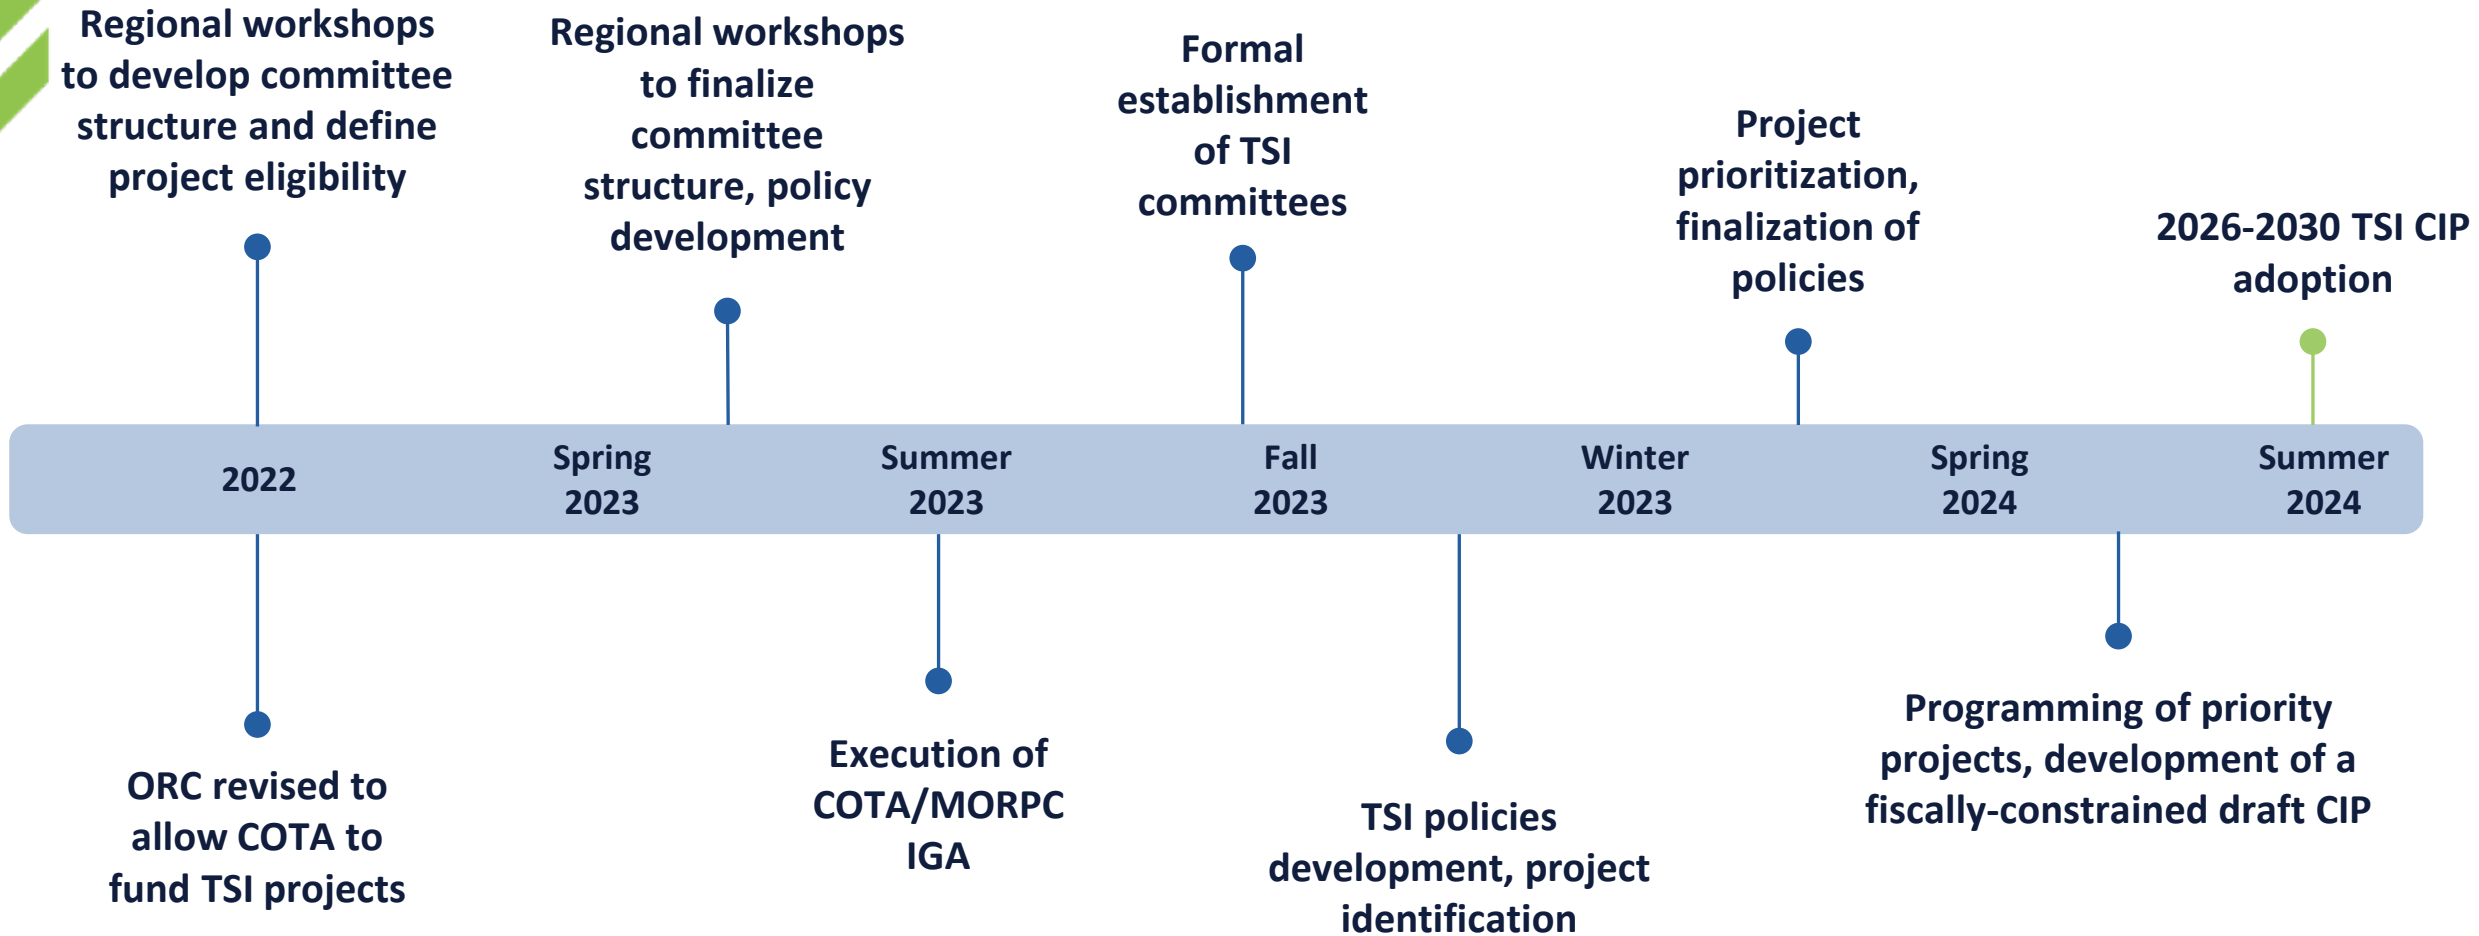 Regional workshops
to develop committee
structure and define
project eligibility
Regional workshops
to finalize
committee
structure, policy
development
Formal
establishment
of TSI
committees
Project
prioritization,
finalization of
policies
2026-2030 TSI CIP
adoption
2022
Spring
2023
Summer
2023
Fall
2023
Winter
2023
Spring
2024
Summer
2024
ORC revised to
allow COTA to
fund TSI projects
Execution of
COTA/MORPC
IGA
TSI policies
development, project
identification
Programming of priority
projects, development of a
fiscally-constrained draft CIP